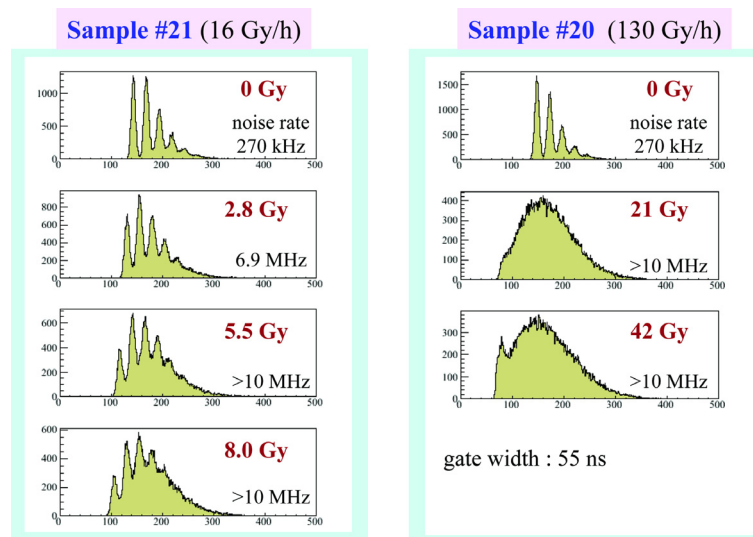 Sample #21 (16 Gy/h)
0 Gy
noise rate
270 kHz
1000
500
0
0 100 200 300 400 500
2.8 Gy
6.9 MHz
800
600
400
200
0
0 100 200 300 400 500
5.5 Gy
>10 MHz
600
400
200
0
0 100 200 300 400 500
8.0 Gy
>10 MHz
600
400
200
0
0 100 200 300 400 500
Sample #20 (130 Gy/h)
0 Gy
noise rate
270 kHz
1500
1000
500
0
0 100 200 300 400 500
21 Gy
>10 MHz
400
300
200
100
0
0 100 200 300 400 500
42 Gy
>10 MHz
300
200
100
0
0 100 200 300 400 500
gate width : 55 ns